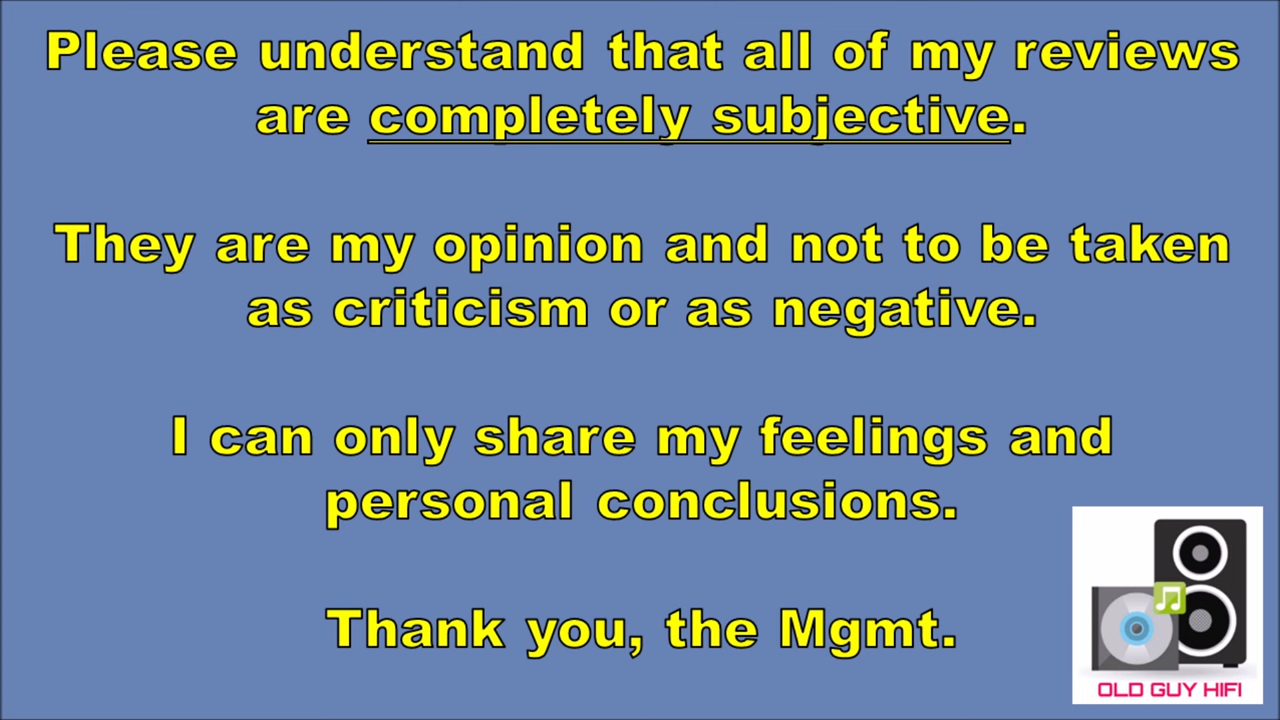 Please understand that all of my reviews
are completely subjective.
They are my opinion and not to be taken
as criticism or as negative.
I can only share my feelings and
personal conclusions.
Thank you, the Mgmt.
OLD GUY HIFI